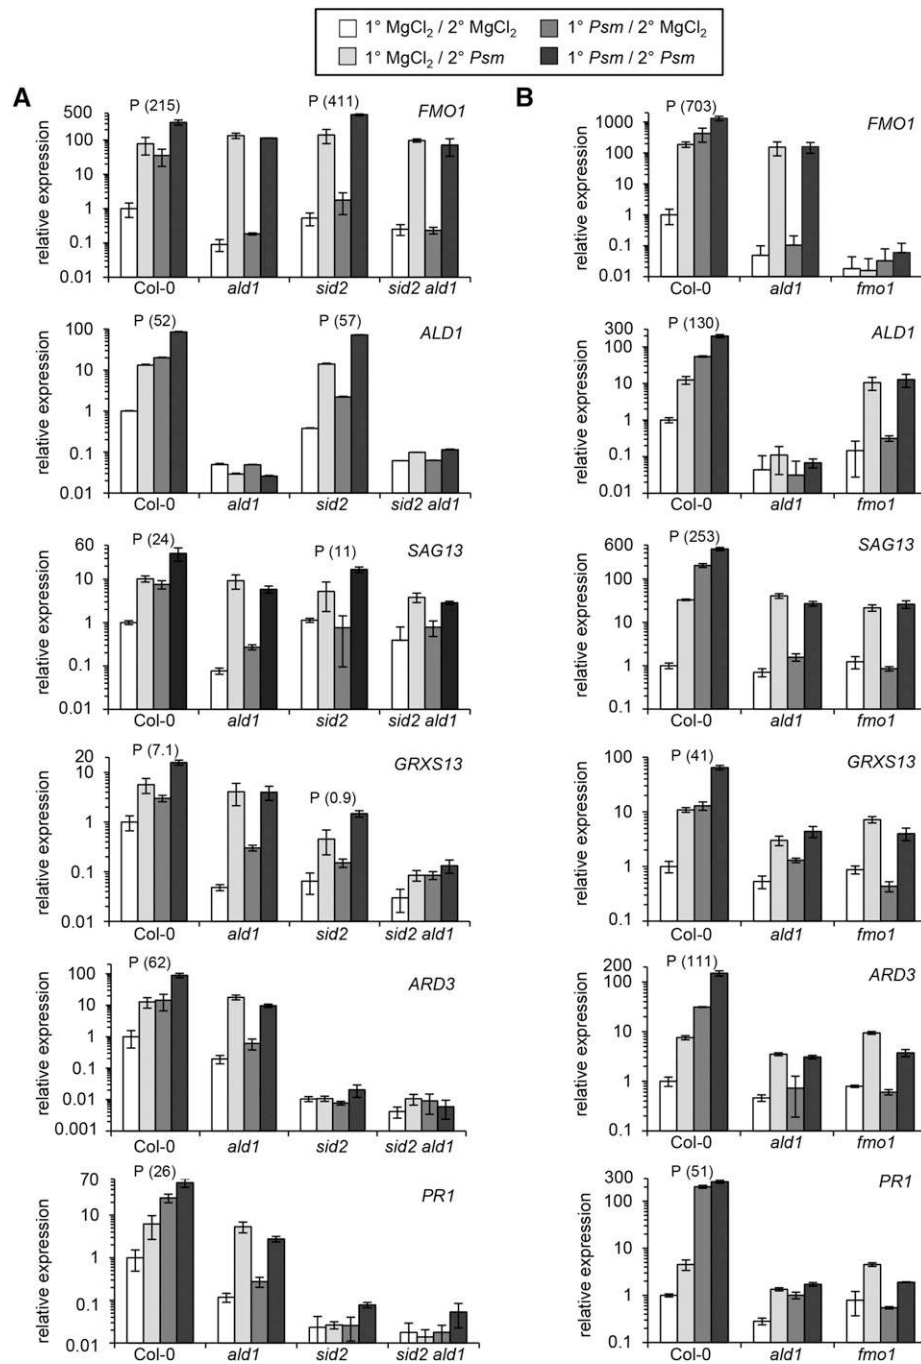 1° MgCl2 / 2° MgCl2
1° Psm / 2° MgCl2
1° MgCl2 / 2° Psm
1° Psm / 2° Psm
A
P (215)
P (411)
FMO1
relative expression
500
100
10
1
0.1
0.01
Col-0
ald1
sid2
sid2 ald1
P (52)
P (57)
ALD1
relative expression
100
10
1
0.1
0.01
Col-0
ald1
sid2
sid2 ald1
P (24)
P (11)
SAG13
relative expression
60
10
1
0.1
0.01
Col-0
ald1
sid2
sid2 ald1
P (7.1)
P (0.9)
GRXS13
relative expression
20
1
0.1
0.01
Col-0
ald1
sid2
sid2 ald1
P (62)
ARD3
relative expression
100
10
1
0.1
0.01
0.001
Col-0
ald1
sid2
sid2 ald1
P (26)
PR1
relative expression
70
10
1
0.1
0.01
Col-0
ald1
sid2
sid2 ald1
B
P (703)
FMO1
relative expression
1000
100
10
1
0.1
0.01
Col-0
ald1
fmo1
P (130)
ALD1
relative expression
300
100
10
1
0.1
0.01
Col-0
ald1
fmo1
P (253)
SAG13
relative expression
600
100
10
1
0.1
Col-0
ald1
fmo1
P (41)
GRXS13
relative expression
100
10
1
0.1
Col-0
ald1
fmo1
P (111)
ARD3
relative expression
200
10
1
0.1
Col-0
ald1
fmo1
P (51)
PR1
relative expression
300
100
10
1
0.1
Col-0
ald1
fmo1